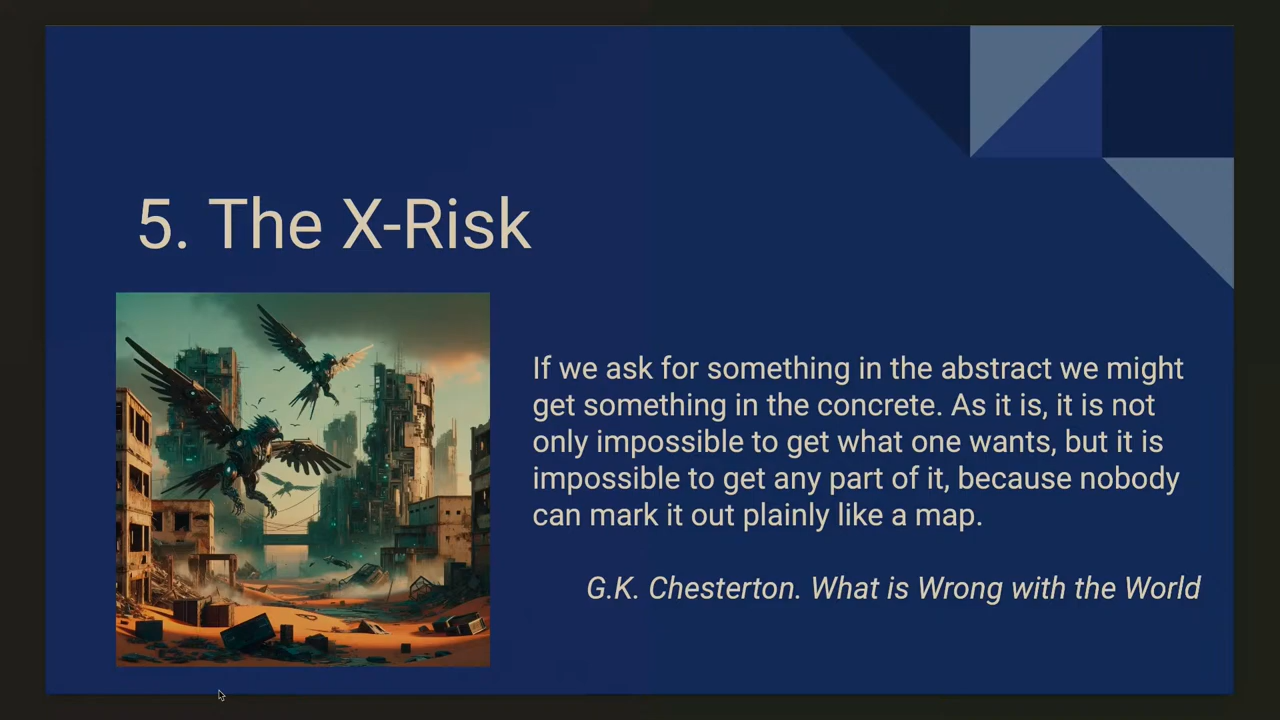 5. The X-Risk
If we ask for something in the abstract we might
get something in the concrete. As it is, it is not
only impossible to get what one wants, but it is
impossible to get any part of it, because nobody
can mark it out plainly like a map.
G.K. Chesterton. What is Wrong with the World